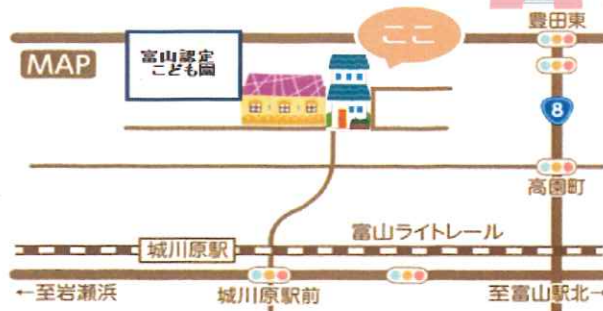 豊田東
MAP
富山認定
こども園
ここ
8
高園町
富山ライトレール
城川原駅
←至岩瀬浜
城川原駅前
至富山駅北→